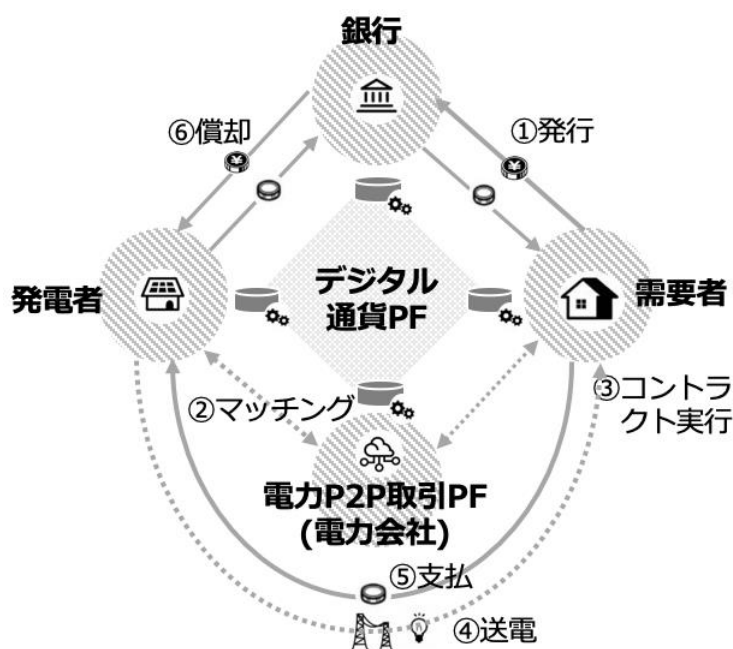 銀行
⑥償却
①発行
¥
¥
発電者
デジタル
通貨PF
需要者
②マッチング
③コントラ
クト実行
電力P2P取引PF
(電力会社)
⑤支払
④送電